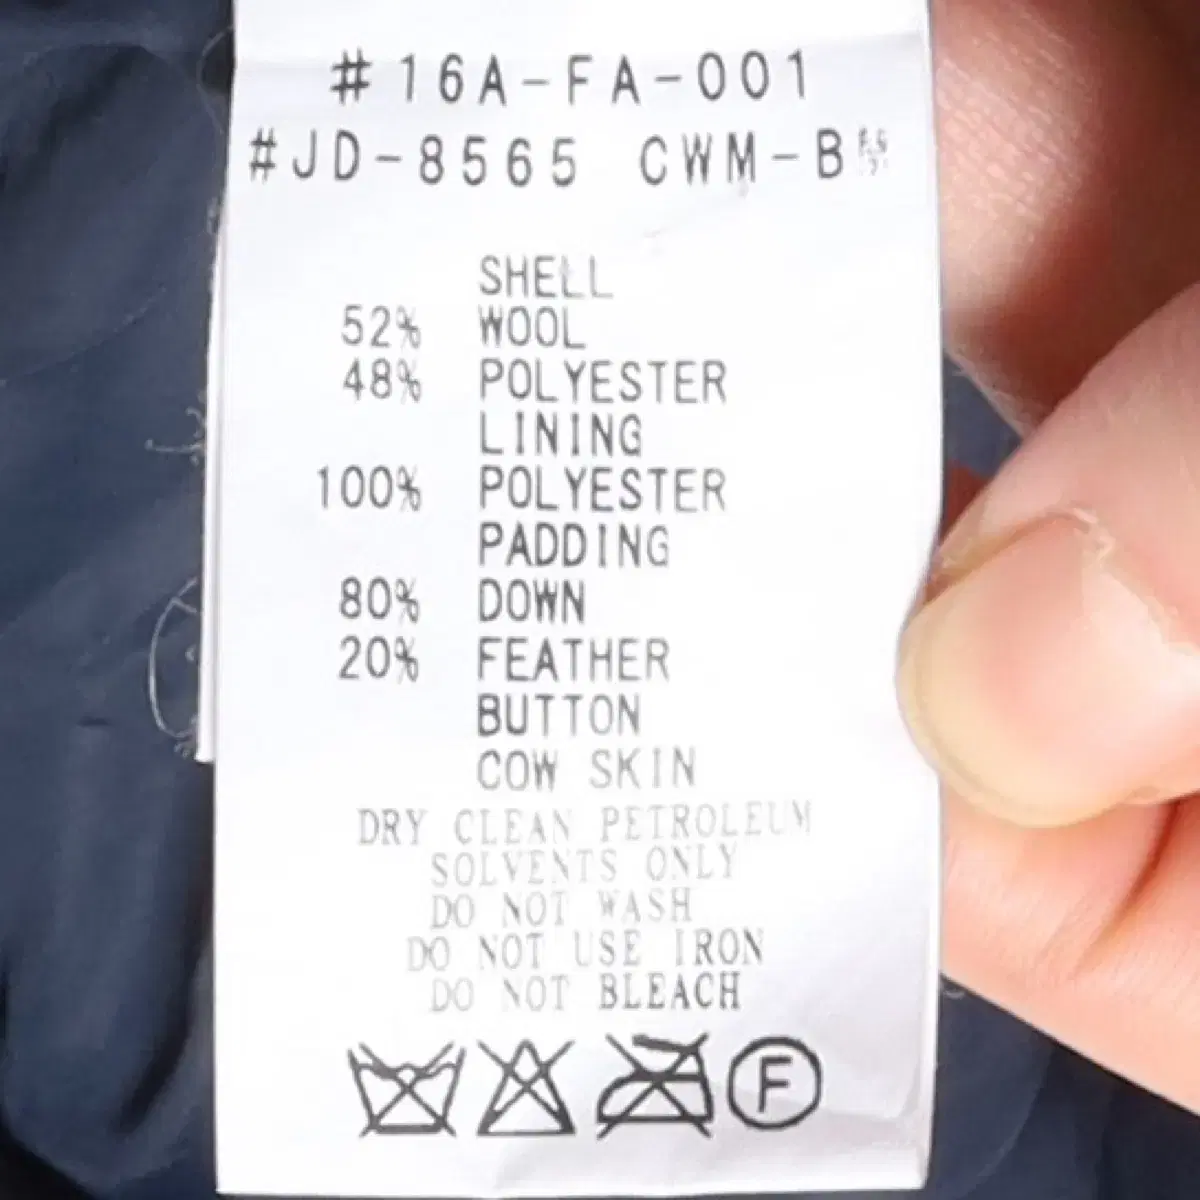 #16A-FA-001
#JD-8565 CWM-B
SHELL
52% WOOL
48% POLYESTER
LINING
100% POLYESTER
PADDING
80% DOWN
20% FEATHER
BUTTON
COW SKIN
DRY CLEAN PETROLEUM
SOLVENTS ONLY
DO NOT WASH
DO NOT USE IRON
DO NOT BLEACH
F